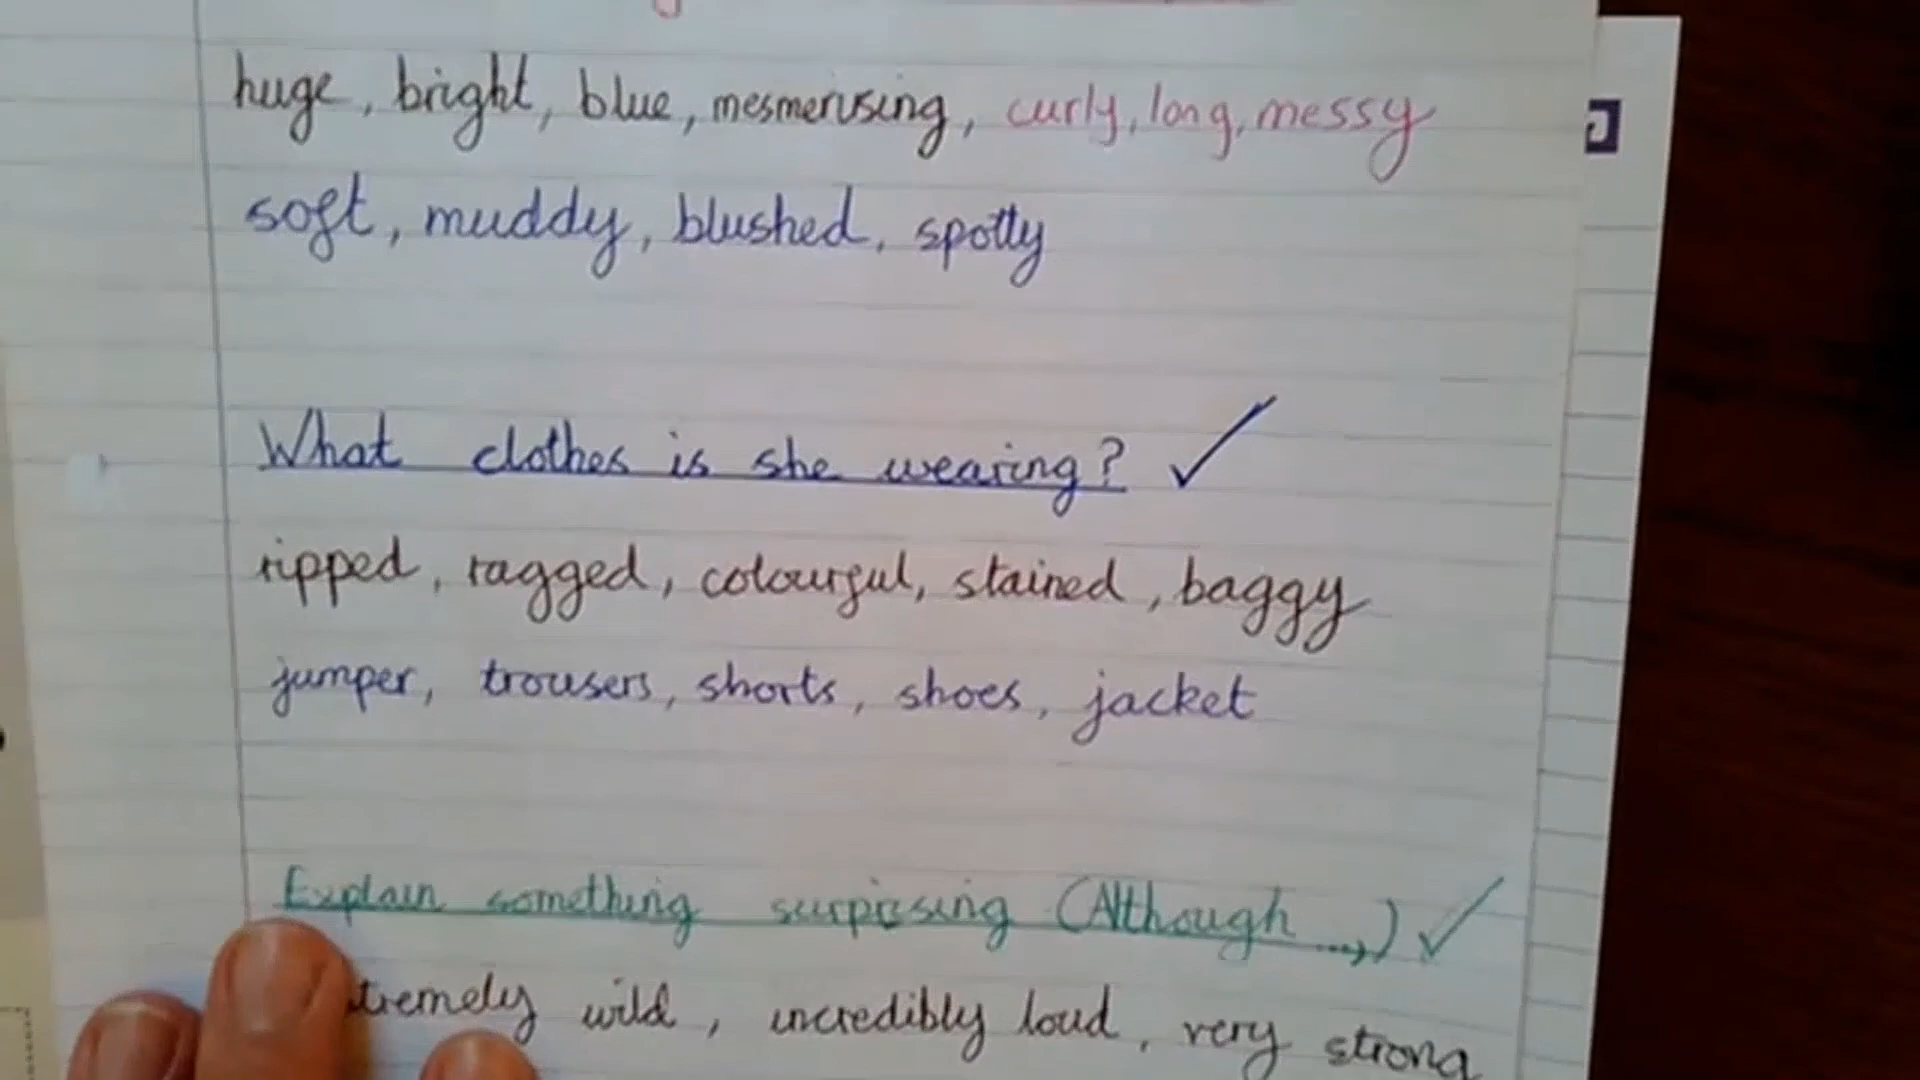 huge, bright, blue, mesmerising, curly, long, messy
soft, muddy, blushed, spotty
What clothes is she wearing? ✓
ripped, ragged, colourful, stained, baggy
jumper, trousers, shorts, shoes, jacket
Explain something surprising (Although ...,) ✓
tremely wild, incredibly loud, very strong